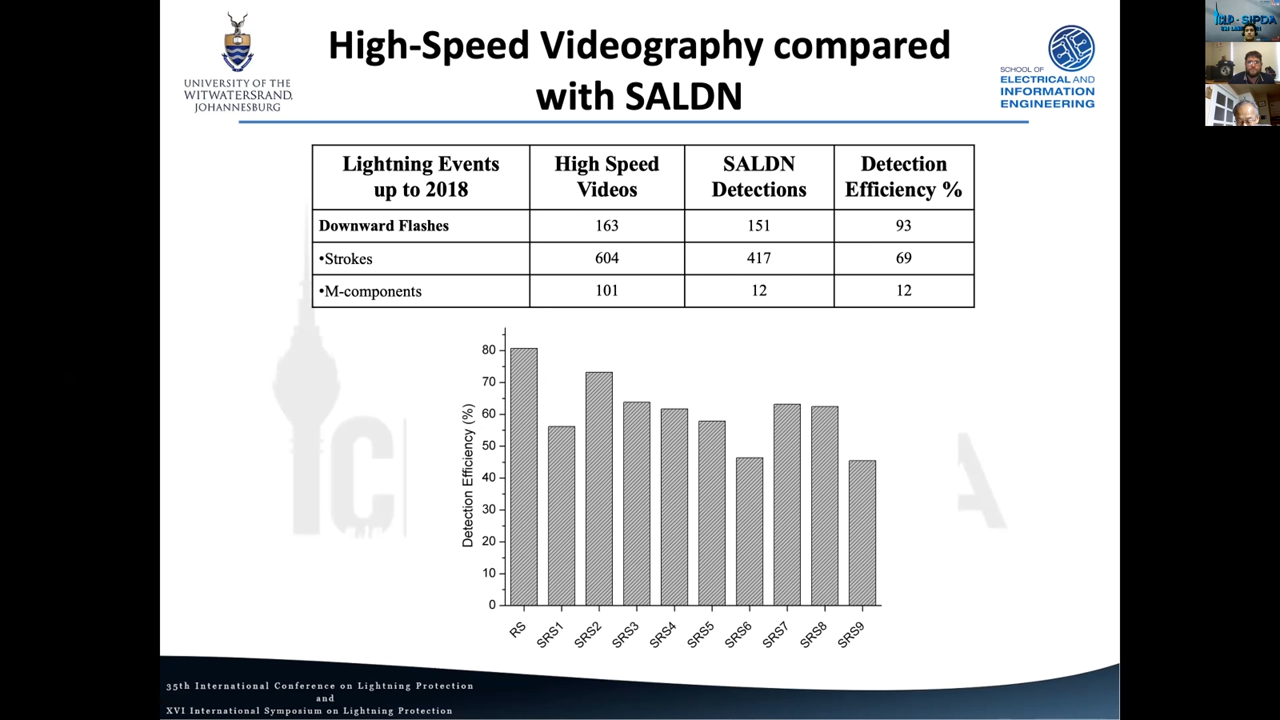 High-Speed Videography compared
with SALDN
UNIVERSITY OF THE
WITWATERSRAND,
JOHANNESBURG
SCHOOL OF
ELECTRICAL AND
INFORMATION
ENGINEERING
Lightning Events up to 2018 High Speed Videos SALDN Detections Detection Efficiency %
Downward Flashes 163 151 93
•Strokes 604 417 69
•M-components 101 12 12
Detection Efficiency (%)
80
70
60
50
40
30
20
10
0
RS SRS1 SRS2 SRS3 SRS4 SRS5 SRS6 SRS7 SRS8 SRS9
35th International Conference on Lightning Protection
and
XVI International Symposium on Lightning Protection